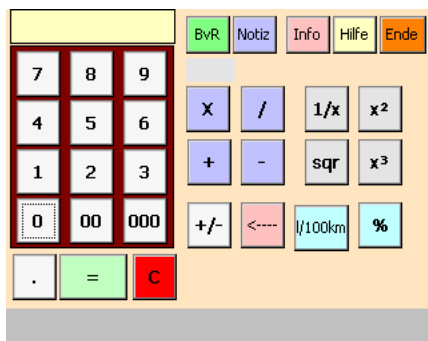 BvR Notiz Info Hilfe Ende
7 8 9
X / 1/x x²
4 5 6
+ - sqr x³
1 2 3
0 00 000 +/- <---- l/100km %
. = C